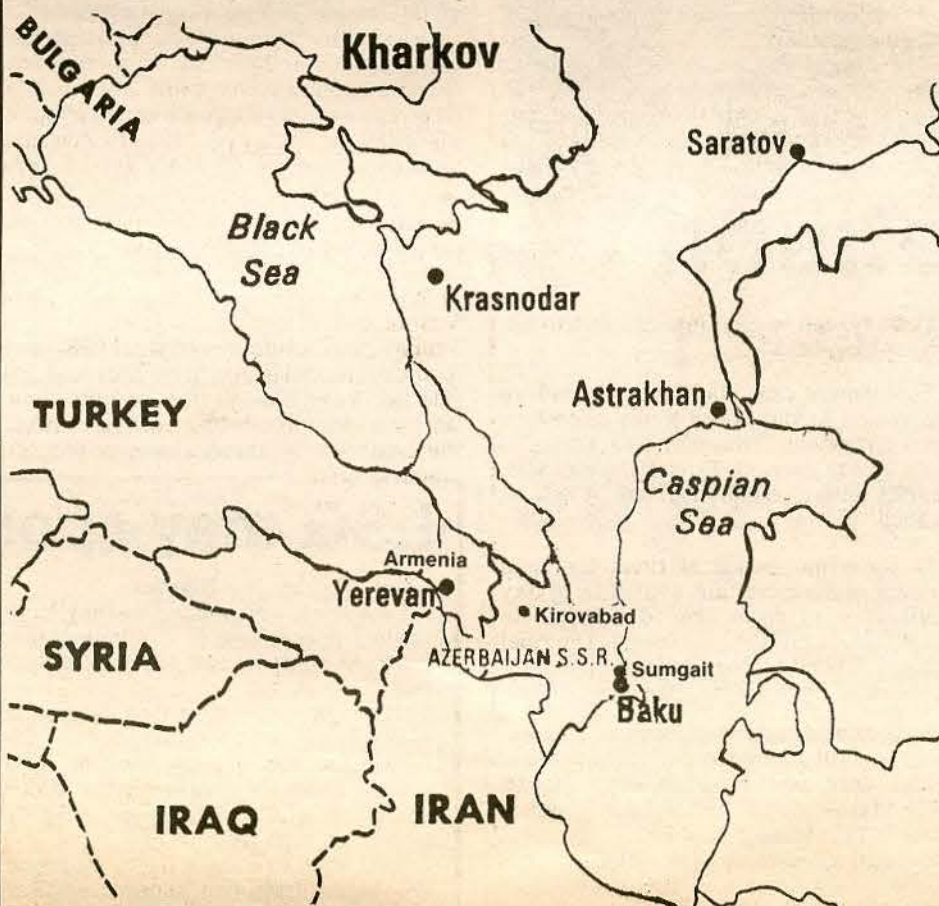 BULGARIA
Kharkov
Saratov
Black
Sea
Krasnodar
Astrakhan
TURKEY
Caspian
Sea
Armenia
Yerevan
Kirovabad
SYRIA
AZERBAIJAN S.S.R.
Sumgait
Baku
IRAQ
IRAN